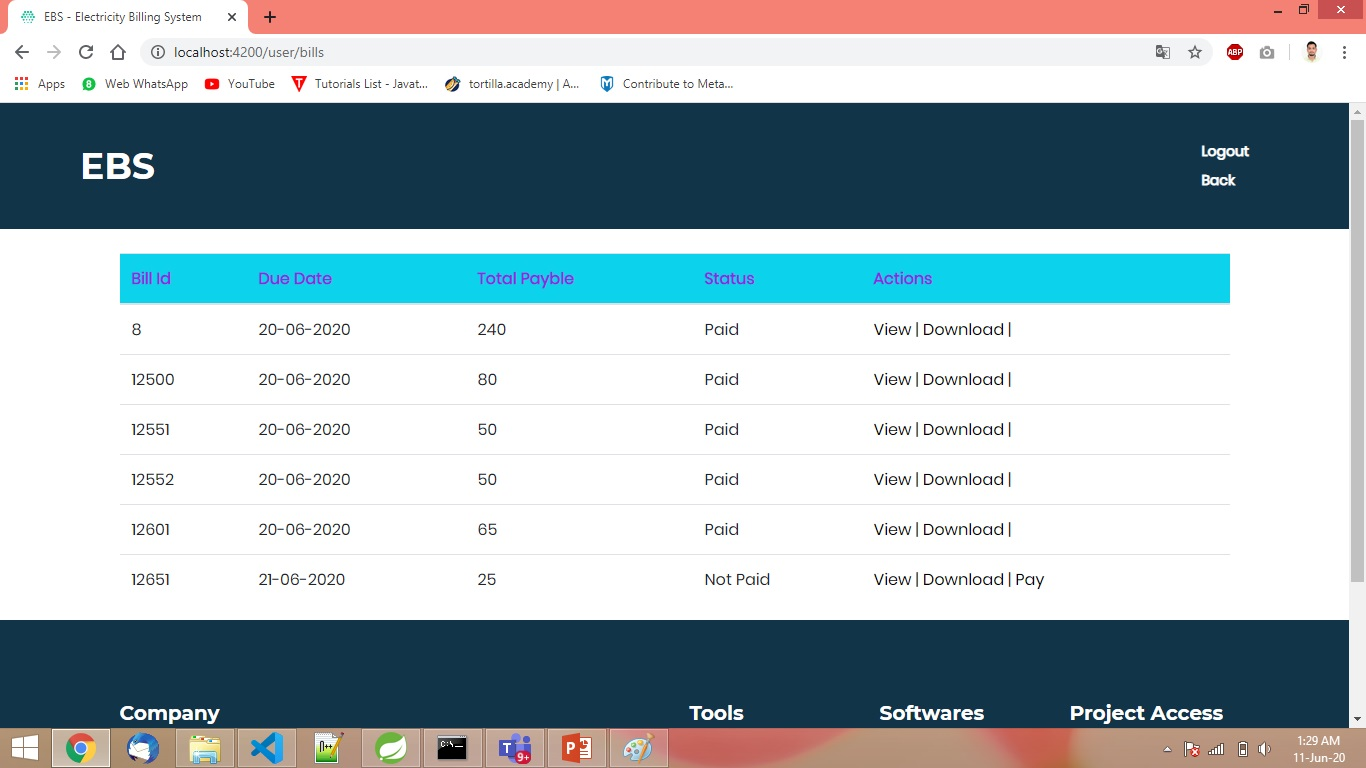 EBS - Electricity Billing System
localhost:4200/user/bills
ABP
Apps 8 Web WhatsApp YouTube Tutorials List - Javat... tortilla.academy | A... Contribute to Meta...
EBS
Logout
Back
Bill Id Due Date Total Payble Status Actions
8 20-06-2020 240 Paid View | Download |
12500 20-06-2020 80 Paid View | Download |
12551 20-06-2020 50 Paid View | Download |
12552 20-06-2020 50 Paid View | Download |
12601 20-06-2020 65 Paid View | Download |
12651 21-06-2020 25 Not Paid View | Download | Pay
Company Tools Softwares Project Access
9+
1:29 AM
11-Jun-20